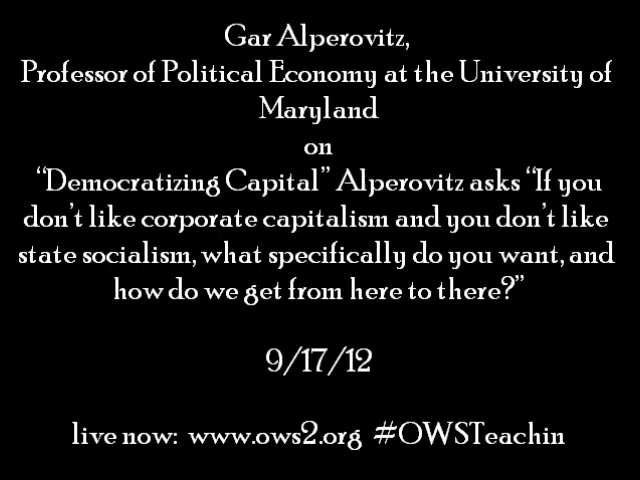 Gar Alperovitz,
Professor of Political Economy at the University of
Maryland
on
“Democratizing Capital” Alperovitz asks “If you
don’t like corporate capitalism and you don’t like
state socialism, what specifically do you want, and
how do we get from here to there?”
9/17/12
live now: www.ows2.org #OWSTeachin